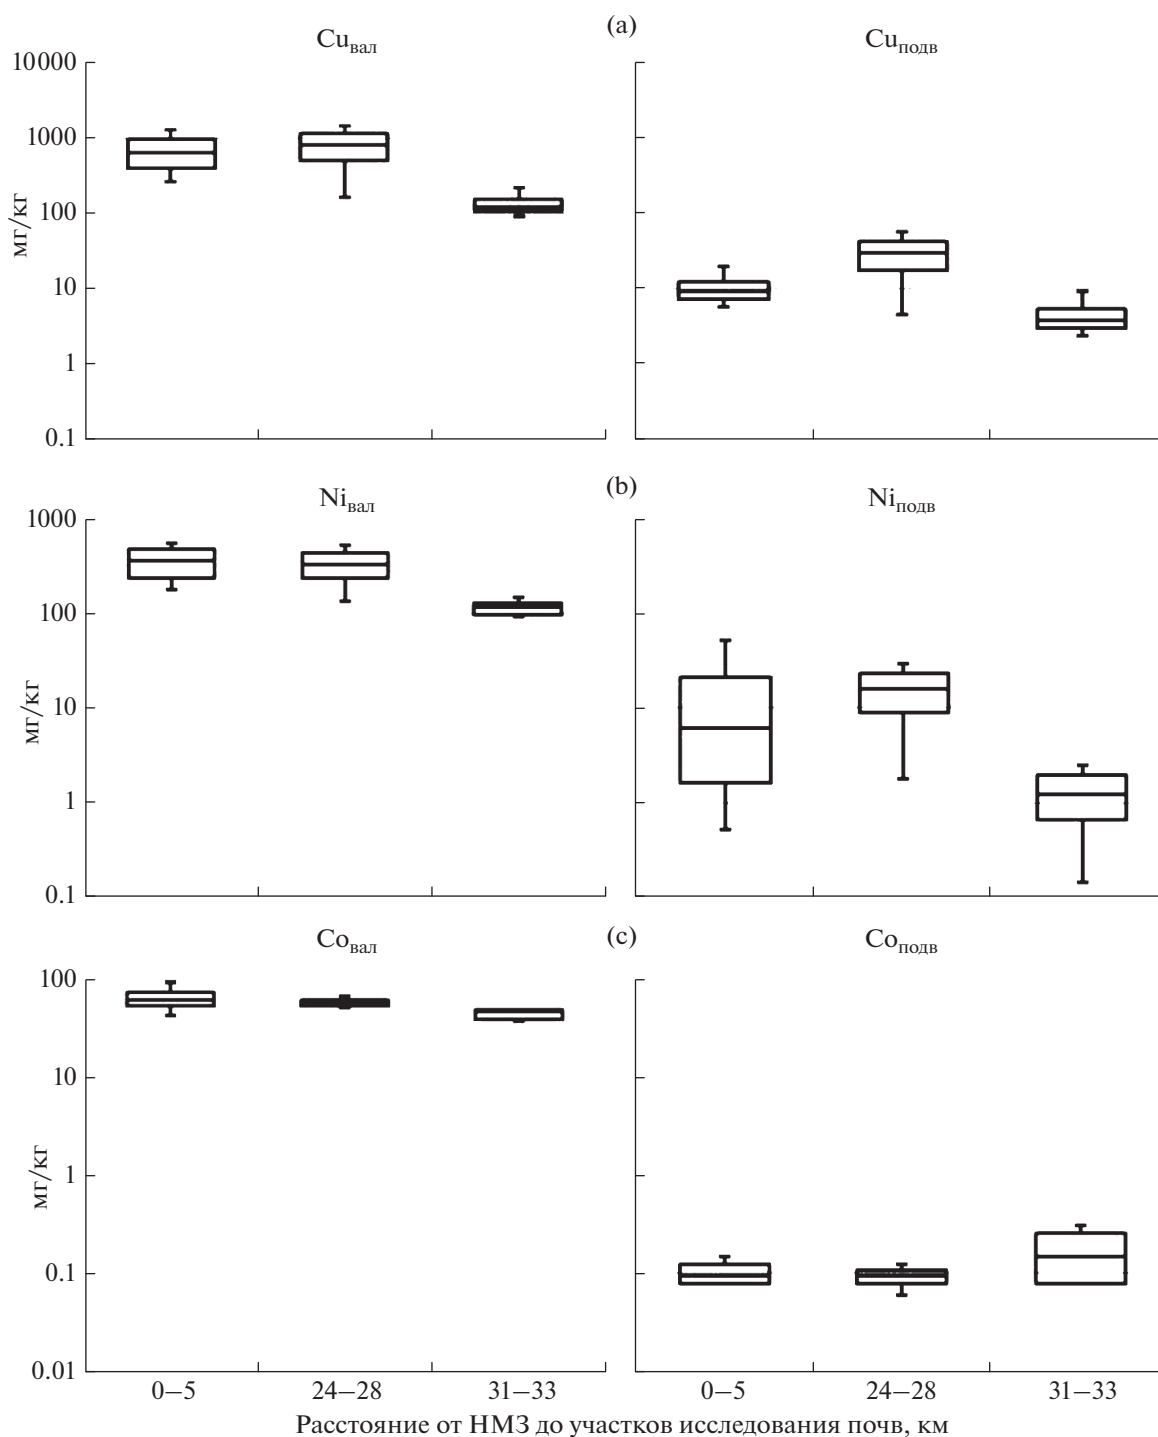 (a)
Cuвал
Cuподв
10000
1000
100
10
1
0.1
мг/кг
(b)
Niвал
Niподв
1000
100
10
1
0.1
мг/кг
(c)
Coвал
Coподв
100
10
1
0.1
0.01
мг/кг
0–5
24–28
31–33
0–5
24–28
31–33
Расстояние от НМЗ до участков исследования почв, км